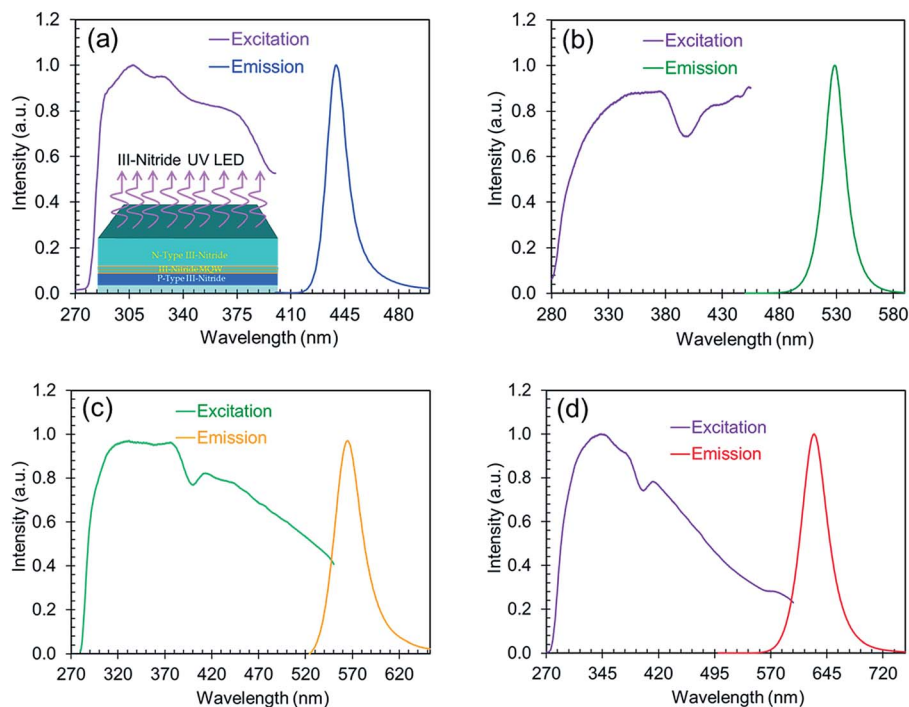 (a)
Excitation
Emission
Intensity (a.u.)
1.2
1.0
0.8
0.6
0.4
0.2
0.0
III-Nitride UV LED
N-Type III-Nitride
III-Nitride MQW
P-Type III-Nitride
270 305 340 375 410 445 480
Wavelength (nm)
(b)
Excitation
Emission
Intensity (a.u.)
1.2
1.0
0.8
0.6
0.4
0.2
0.0
280 330 380 430 480 530 580
Wavelength (nm)
(c)
Excitation
Emission
Intensity (a.u.)
1.2
1.0
0.8
0.6
0.4
0.2
0.0
270 320 370 420 470 520 570 620
Wavelength (nm)
(d)
Excitation
Emission
Intensity (a.u.)
1.2
1.0
0.8
0.6
0.4
0.2
0.0
270 345 420 495 570 645 720
Wavelength (nm)